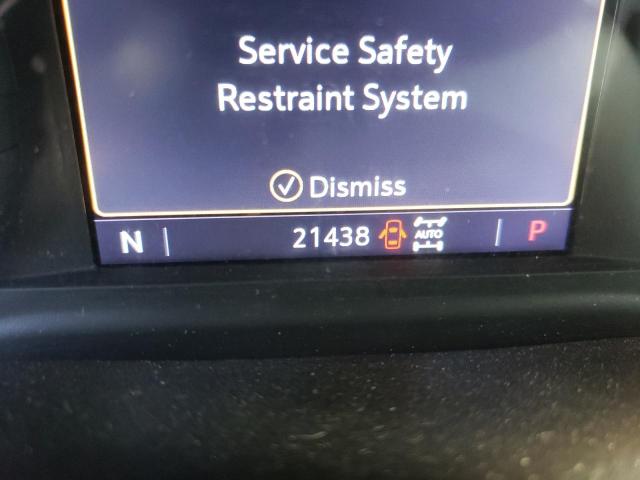 Service Safety
Restraint System
Dismiss
N 21438 AUTO P